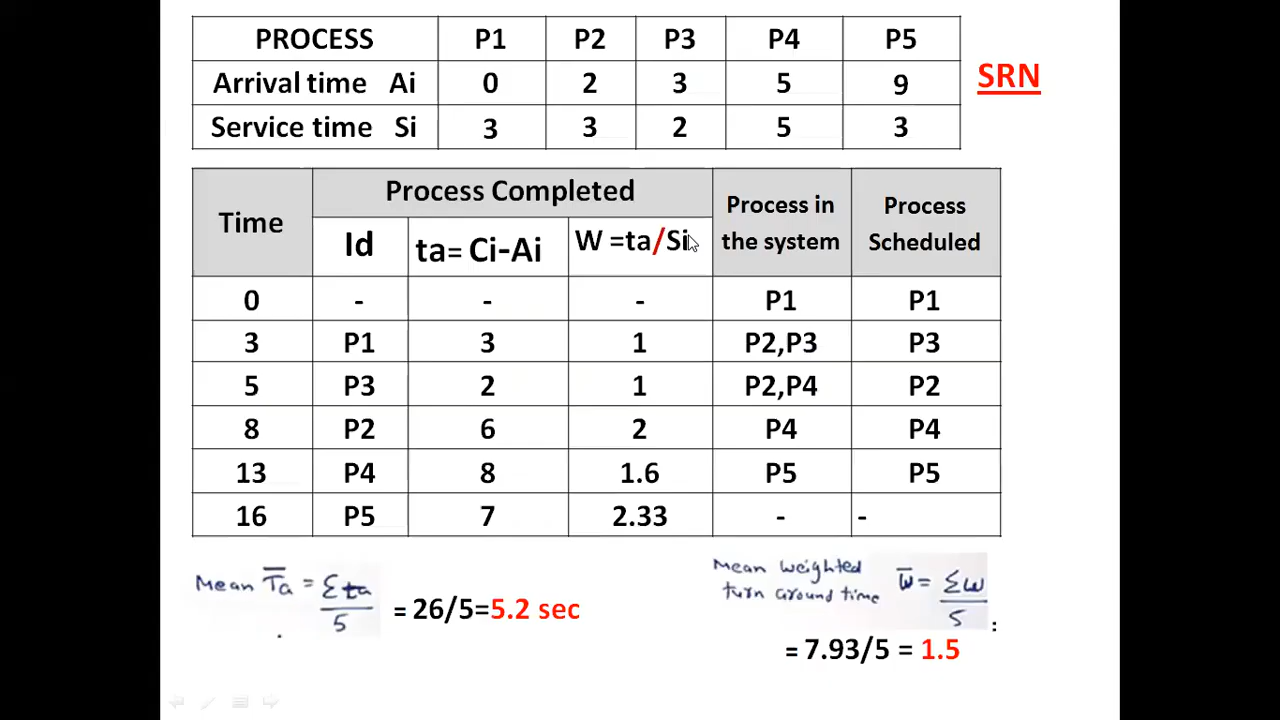 PROCESS P1 P2 P3 P4 P5
Arrival time Ai 0 2 3 5 9
SRN
Service time Si 3 3 2 5 3
Time Process Completed Process in the system Process Scheduled
Id ta= Ci-Ai W =ta/Si
0 - - - P1 P1
3 P1 3 1 P2,P3 P3
5 P3 2 1 P2,P4 P2
8 P2 6 2 P4 P4
13 P4 8 1.6 P5 P5
16 P5 7 2.33 - -
Mean T̅a = Σta/5 = 26/5=5.2 sec
Mean weighted
turn around time w̅ = Σw/5 :
= 7.93/5 = 1.5